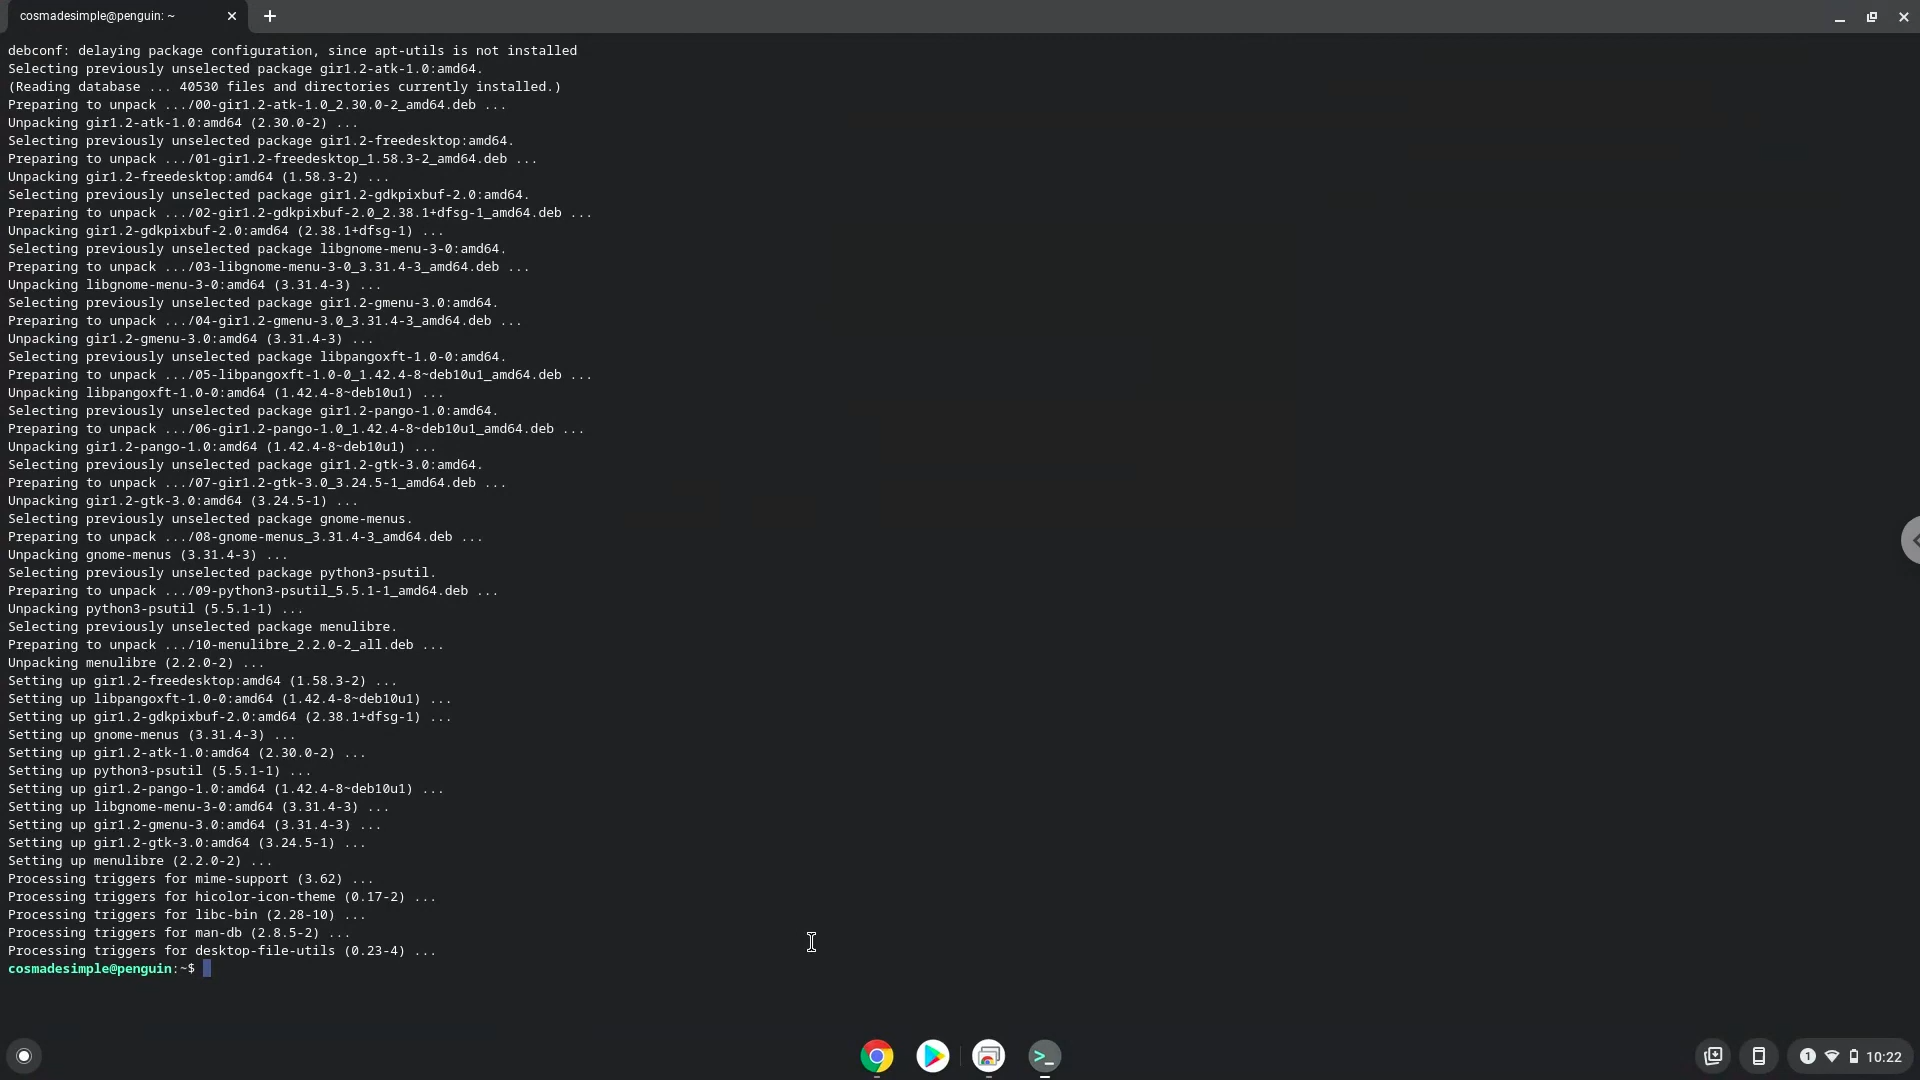 cosmadesimple@penguin: ~
debconf: delaying package configuration, since apt-utils is not installed
Selecting previously unselected package gir1.2-atk-1.0:amd64.
(Reading database ... 40530 files and directories currently installed.)
Preparing to unpack .../00-gir1.2-atk-1.0_2.30.0-2_amd64.deb ...
Unpacking gir1.2-atk-1.0:amd64 (2.30.0-2) ...
Selecting previously unselected package gir1.2-freedesktop:amd64.
Preparing to unpack .../01-gir1.2-freedesktop_1.58.3-2_amd64.deb ...
Unpacking gir1.2-freedesktop:amd64 (1.58.3-2) ...
Selecting previously unselected package gir1.2-gdkpixbuf-2.0:amd64.
Preparing to unpack .../02-gir1.2-gdkpixbuf-2.0_2.38.1+dfsg-1_amd64.deb ...
Unpacking gir1.2-gdkpixbuf-2.0:amd64 (2.38.1+dfsg-1) ...
Selecting previously unselected package libgnome-menu-3-0:amd64.
Preparing to unpack .../03-libgnome-menu-3-0_3.31.4-3_amd64.deb ...
Unpacking libgnome-menu-3-0:amd64 (3.31.4-3) ...
Selecting previously unselected package gir1.2-gmenu-3.0:amd64.
Preparing to unpack .../04-gir1.2-gmenu-3.0_3.31.4-3_amd64.deb ...
Unpacking gir1.2-gmenu-3.0:amd64 (3.31.4-3) ...
Selecting previously unselected package libpangoxft-1.0-0:amd64.
Preparing to unpack .../05-libpangoxft-1.0-0_1.42.4-8~deb10u1_amd64.deb ...
Unpacking libpangoxft-1.0-0:amd64 (1.42.4-8~deb10u1) ...
Selecting previously unselected package gir1.2-pango-1.0:amd64.
Preparing to unpack .../06-gir1.2-pango-1.0_1.42.4-8~deb10u1_amd64.deb ...
Unpacking gir1.2-pango-1.0:amd64 (1.42.4-8~deb10u1) ...
Selecting previously unselected package gir1.2-gtk-3.0:amd64.
Preparing to unpack .../07-gir1.2-gtk-3.0_3.24.5-1_amd64.deb ...
Unpacking gir1.2-gtk-3.0:amd64 (3.24.5-1) ...
Selecting previously unselected package gnome-menus.
Preparing to unpack .../08-gnome-menus_3.31.4-3_amd64.deb ...
Unpacking gnome-menus (3.31.4-3) ...
Selecting previously unselected package python3-psutil.
Preparing to unpack .../09-python3-psutil_5.5.1-1_amd64.deb ...
Unpacking python3-psutil (5.5.1-1) ...
Selecting previously unselected package menulibre.
Preparing to unpack .../10-menulibre_2.2.0-2_all.deb ...
Unpacking menulibre (2.2.0-2) ...
Setting up gir1.2-freedesktop:amd64 (1.58.3-2) ...
Setting up libpangoxft-1.0-0:amd64 (1.42.4-8~deb10u1) ...
Setting up gir1.2-gdkpixbuf-2.0:amd64 (2.38.1+dfsg-1) ...
Setting up gnome-menus (3.31.4-3) ...
Setting up gir1.2-atk-1.0:amd64 (2.30.0-2) ...
Setting up python3-psutil (5.5.1-1) ...
Setting up gir1.2-pango-1.0:amd64 (1.42.4-8~deb10u1) ...
Setting up libgnome-menu-3-0:amd64 (3.31.4-3) ...
Setting up gir1.2-gmenu-3.0:amd64 (3.31.4-3) ...
Setting up gir1.2-gtk-3.0:amd64 (3.24.5-1) ...
Setting up menulibre (2.2.0-2) ...
Processing triggers for mime-support (3.62) ...
Processing triggers for hicolor-icon-theme (0.17-2) ...
Processing triggers for libc-bin (2.28-10) ...
Processing triggers for man-db (2.8.5-2) ...
Processing triggers for desktop-file-utils (0.23-4) ...
cosmadesimple@penguin:~$
1 10:22